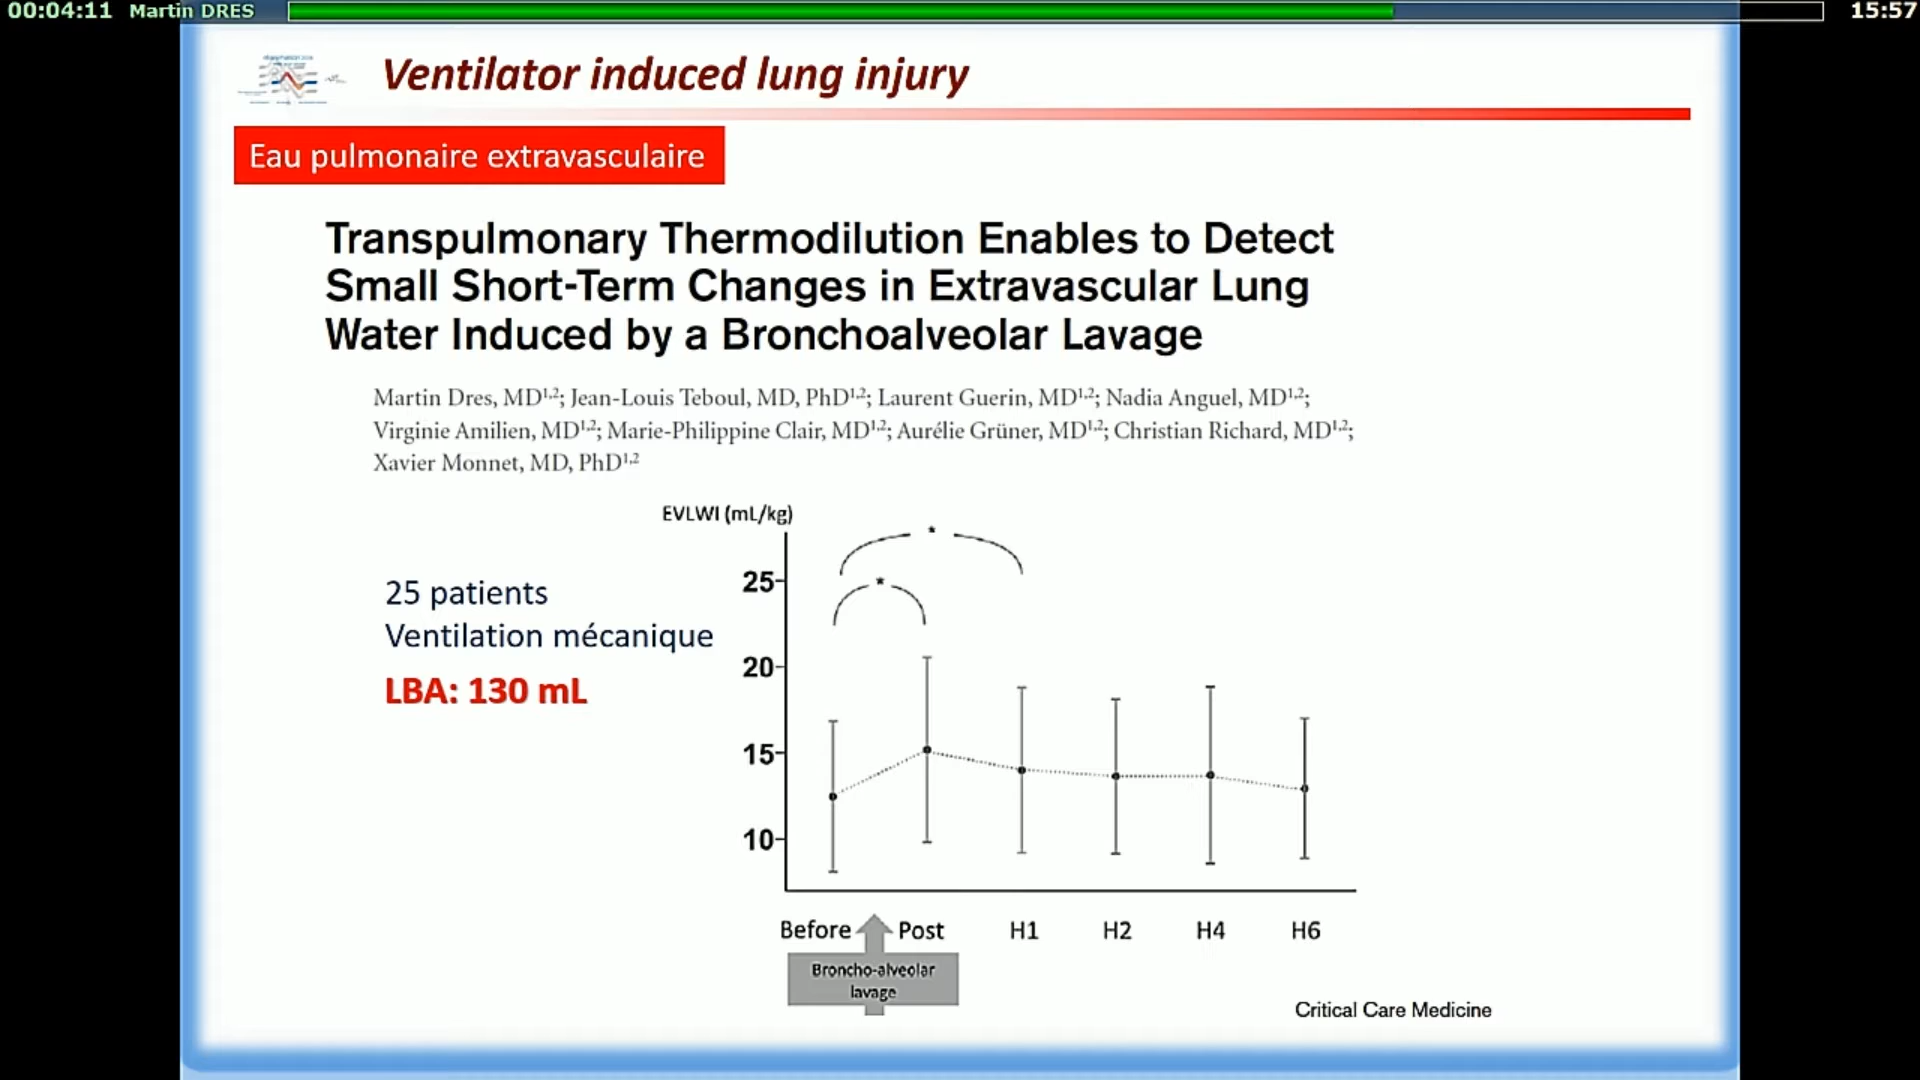 00:04:11 Martin DRES 15:57
Ventilator induced lung injury
Eau pulmonaire extravasculaire
Transpulmonary Thermodilution Enables to Detect
Small Short-Term Changes in Extravascular Lung
Water Induced by a Bronchoalveolar Lavage
Martin Dres, MD1,2; Jean-Louis Teboul, MD, PhD1,2; Laurent Guerin, MD1,2; Nadia Anguel, MD1,2;
Virginie Amilien, MD1,2; Marie-Philippine Clair, MD1,2; Aurélie Grüner, MD1,2; Christian Richard, MD1,2;
Xavier Monnet, MD, PhD1,2
25 patients
Ventilation mécanique
LBA: 130 mL
EVLWI (mL/kg)
*
*
25
20
15
10
Before Post H1 H2 H4 H6
Broncho-alveolar
lavage
Critical Care Medicine